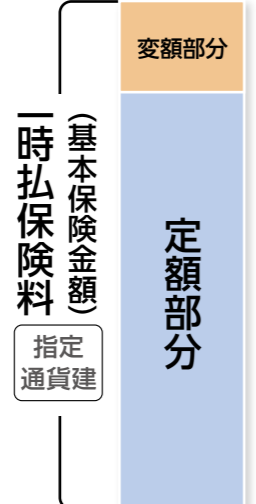 一時払保険料
（基本保険金額）
指定
通貨建
変額部分
定額部分